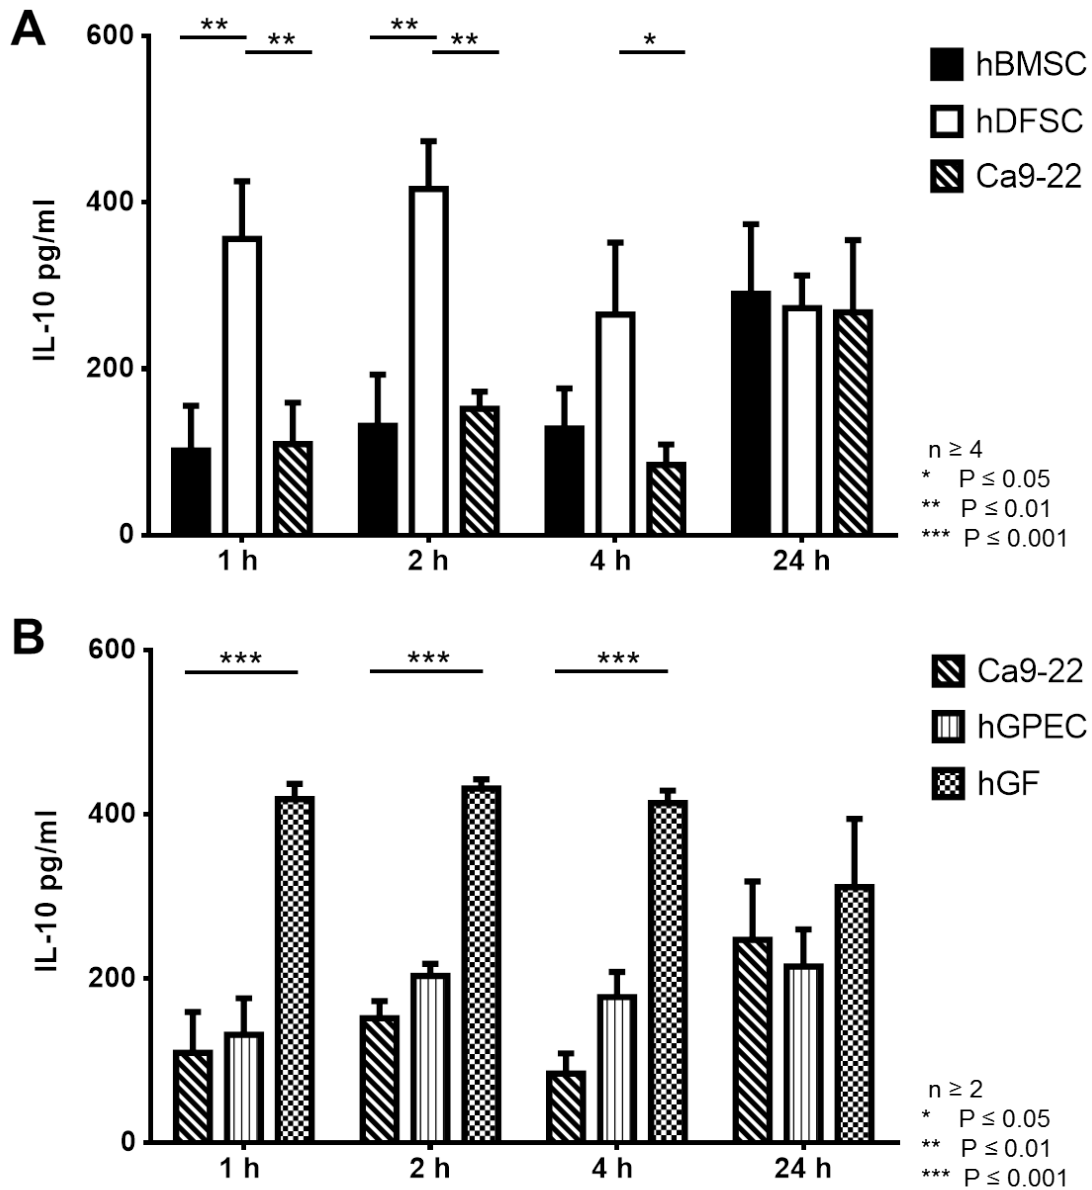 A
IL-10 pg/ml
600
400
200
0
** ** ** ** *
1 h 2 h 4 h 24 h
hBMSC
hDFSC
Ca9-22
n ≥ 4
* P ≤ 0.05
** P ≤ 0.01
*** P ≤ 0.001
B
IL-10 pg/ml
600
400
200
0
*** *** ***
1 h 2 h 4 h 24 h
Ca9-22
hGPEC
hGF
n ≥ 2
* P ≤ 0.05
** P ≤ 0.01
*** P ≤ 0.001